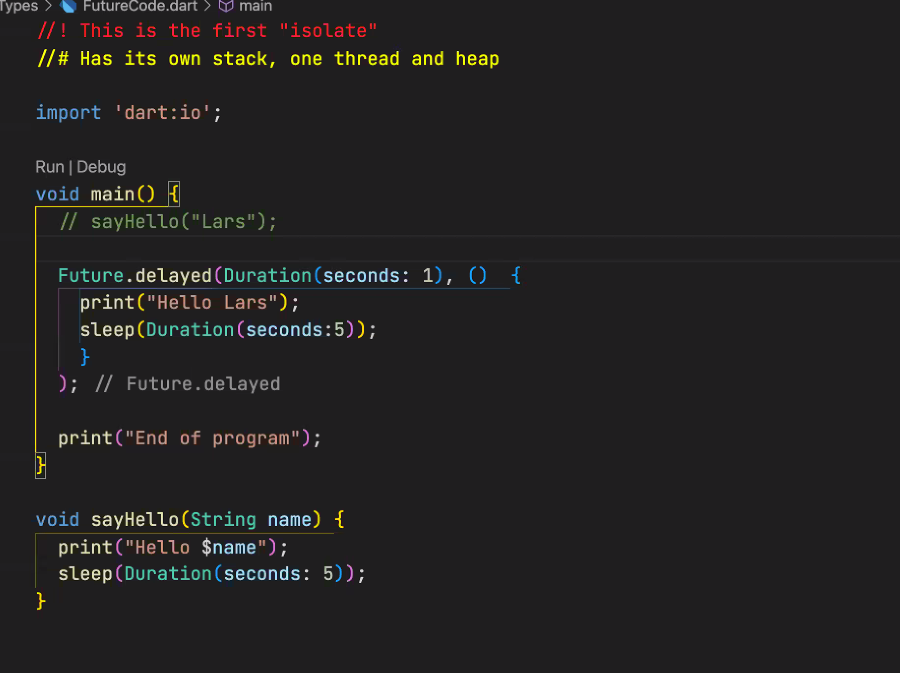 Types > FutureCode.dart > main
//! This is the first "isolate"
//# Has its own stack, one thread and heap
import 'dart:io';
Run | Debug
void main() {
// sayHello("Lars");
Future.delayed(Duration(seconds: 1), () {
print("Hello Lars");
sleep(Duration(seconds:5));
}
); // Future.delayed
print("End of program");
}
void sayHello(String name) {
print("Hello $name");
sleep(Duration(seconds: 5));
}